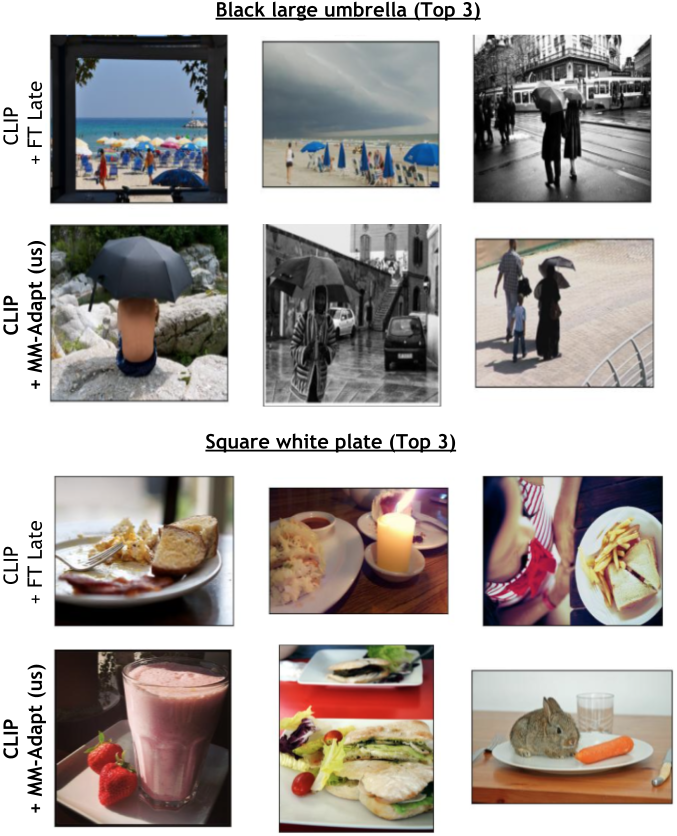 Black large umbrella (Top 3)
CLIP
+ FT Late
CLIP
+ MM-Adapt (us)
Square white plate (Top 3)
CLIP
+ FT Late
CLIP
+ MM-Adapt (us)